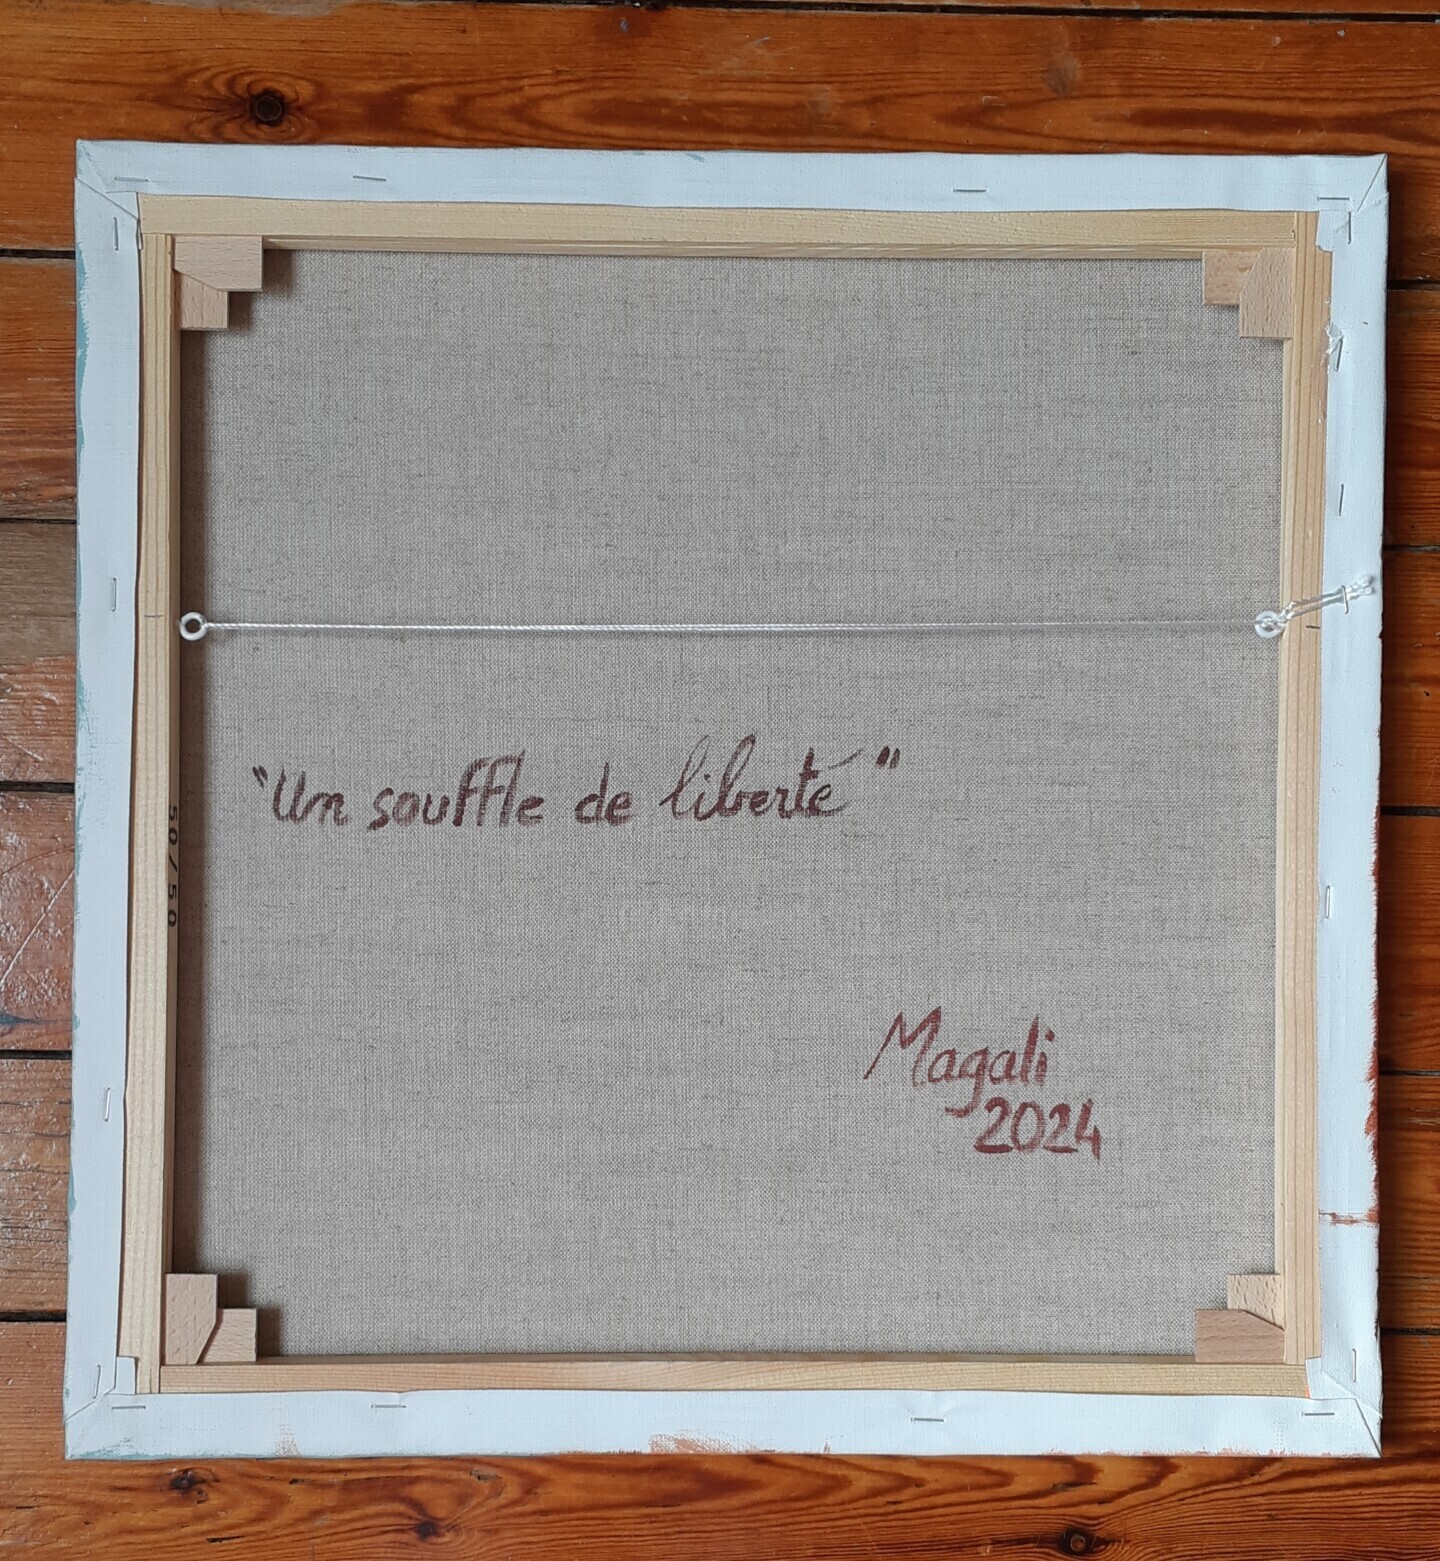 "Un souffle de liberté"
50/50
Magali
2024